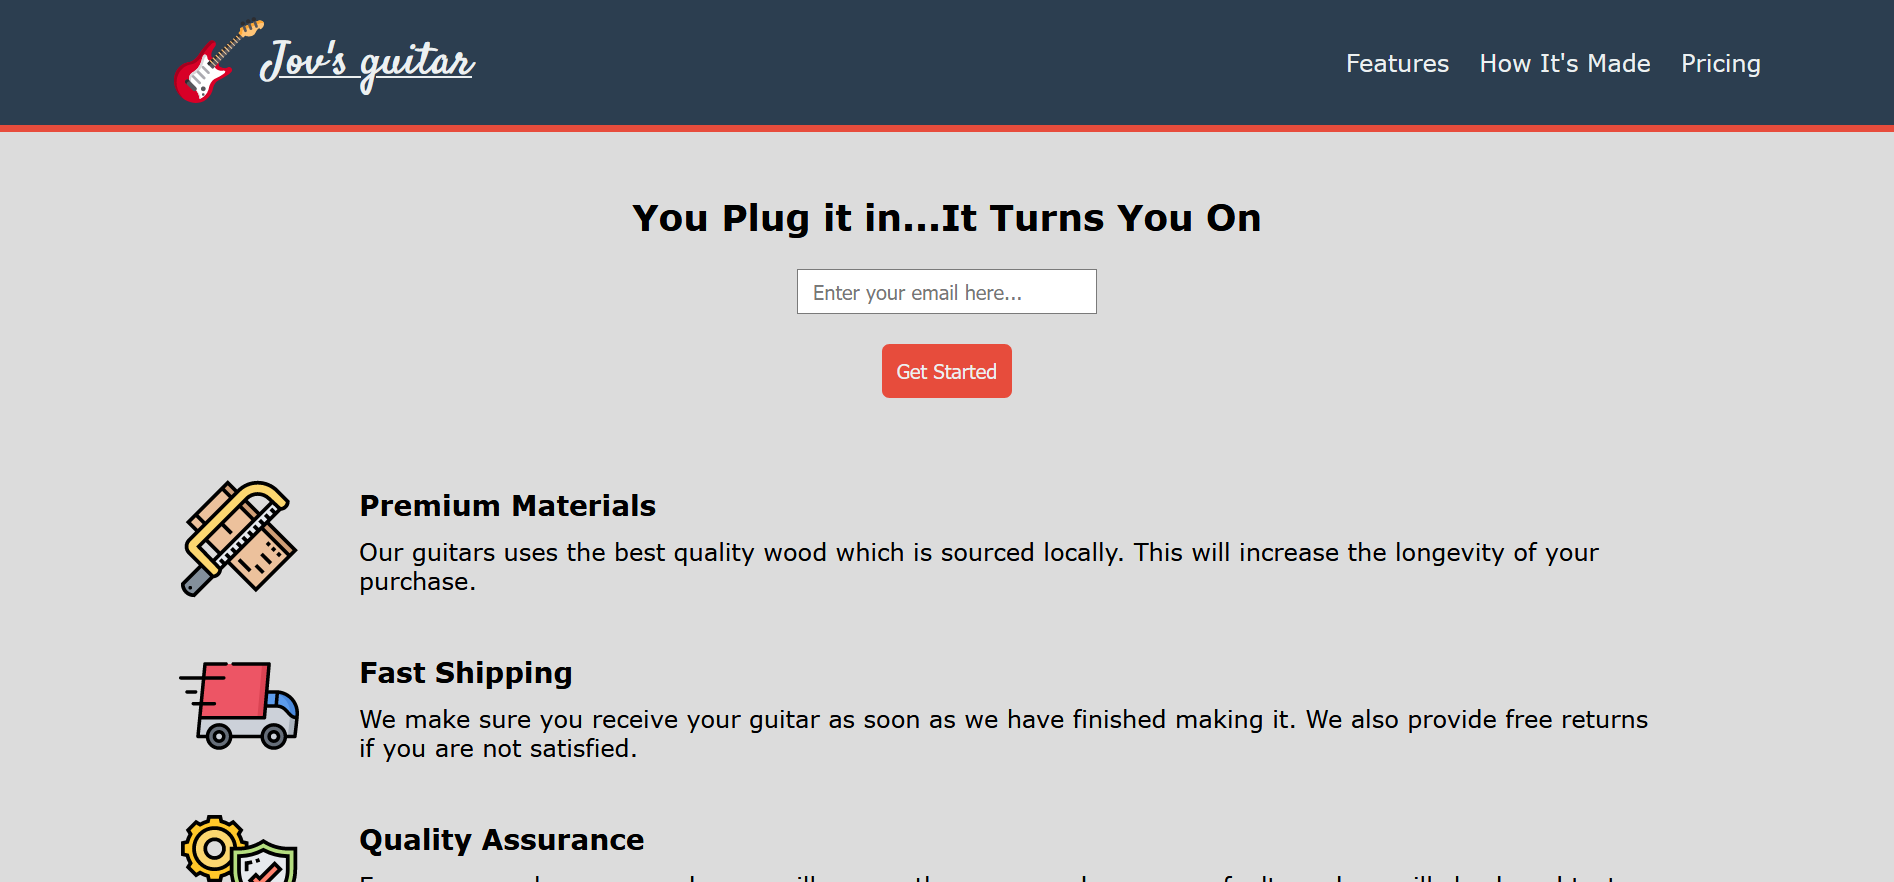 Jov's guitar
Features
How It's Made
Pricing
You Plug it in...It Turns You On
Enter your email here...
Get Started
Premium Materials
Our guitars uses the best quality wood which is sourced locally. This will increase the longevity of your
purchase.
Fast Shipping
We make sure you receive your guitar as soon as we have finished making it. We also provide free returns
if you are not satisfied.
Quality Assurance